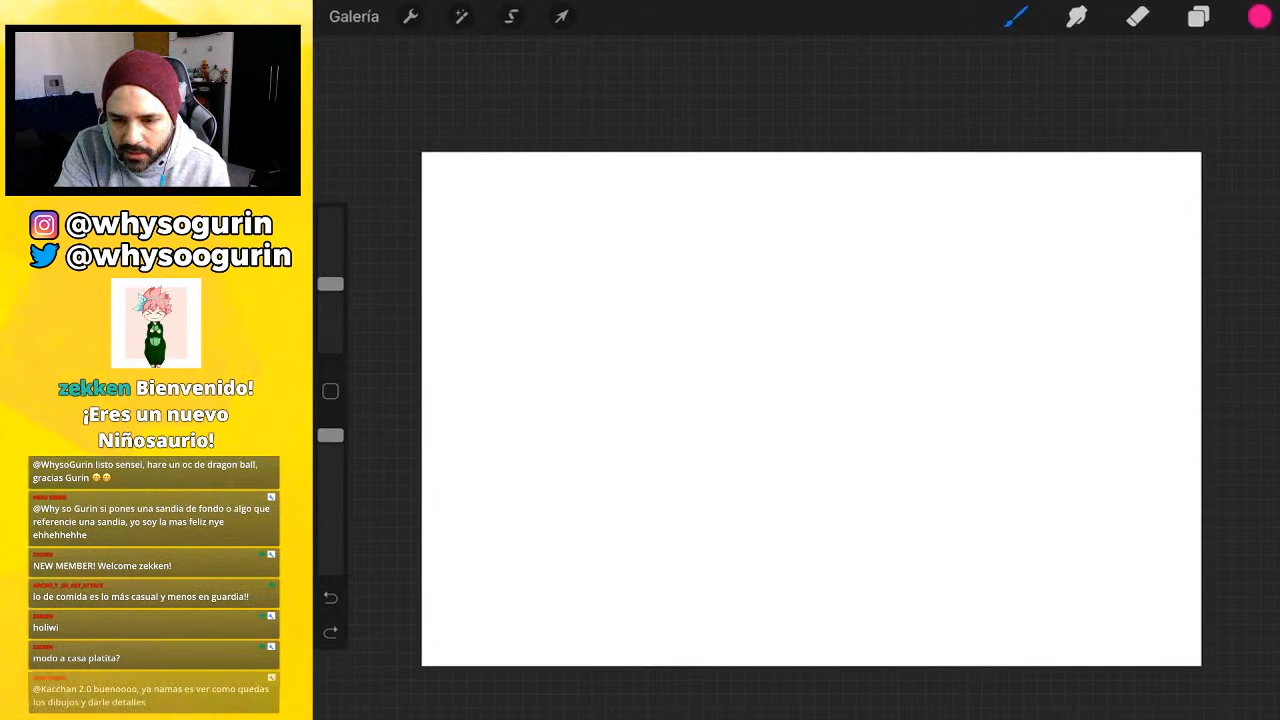 Galería
@whysogurin
@whysoogurin
zekken Bienvenido!
¡Eres un nuevo
Niñosaurio!
@WhysoGurin listo sensei, hare un oc de dragon ball,
gracias Gurin 😁😁
@Why so Gurin si pones una sandia de fondo o algo que
referencie una sandia, yo soy la mas feliz nye
ehhehhehhe
ZEKKEN
NEW MEMBER! Welcome zekken!
lo de comida es lo más casual y menos en guardia!!
ZEKKEN
holiwi
ZEKKEN
modo a casa platita?
@Kacchan 2.0 buenoooo, ya namas es ver como quedas
los dibujos y darle detalles